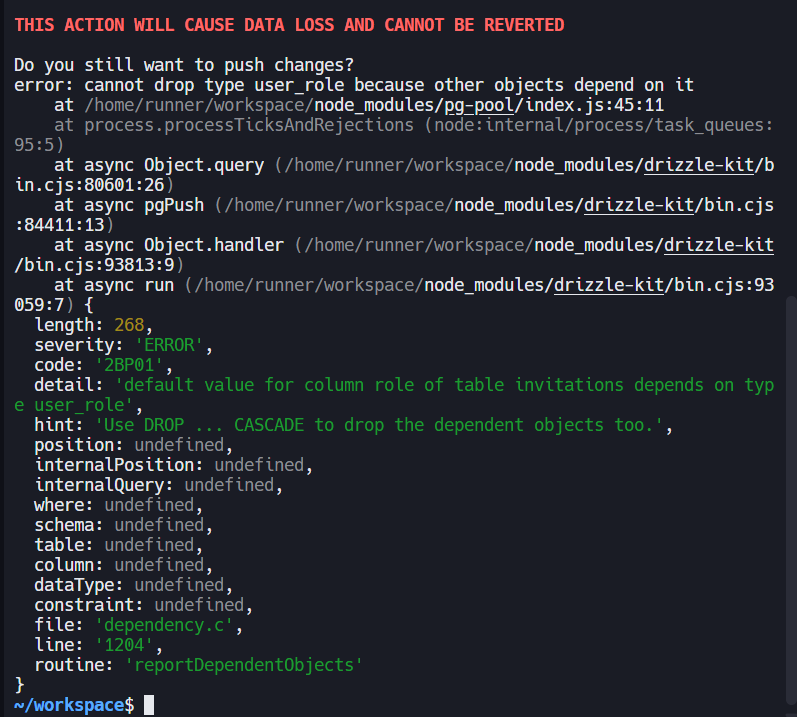 THIS ACTION WILL CAUSE DATA LOSS AND CANNOT BE REVERTED
Do you still want to push changes?
error: cannot drop type user_role because other objects depend on it
    at /home/runner/workspace/node_modules/pg-pool/index.js:45:11
    at process.processTicksAndRejections (node:internal/process/task_queues:
95:5)
    at async Object.query (/home/runner/workspace/node_modules/drizzle-kit/b
in.cjs:80601:26)
    at async pgPush (/home/runner/workspace/node_modules/drizzle-kit/bin.cjs
:84411:13)
    at async Object.handler (/home/runner/workspace/node_modules/drizzle-kit
/bin.cjs:93813:9)
    at async run (/home/runner/workspace/node_modules/drizzle-kit/bin.cjs:93
059:7) {
  length: 268,
  severity: 'ERROR',
  code: '2BP01',
  detail: 'default value for column role of table invitations depends on typ
e user_role',
  hint: 'Use DROP ... CASCADE to drop the dependent objects too.',
  position: undefined,
  internalPosition: undefined,
  internalQuery: undefined,
  where: undefined,
  schema: undefined,
  table: undefined,
  column: undefined,
  dataType: undefined,
  constraint: undefined,
  file: 'dependency.c',
  line: '1204',
  routine: 'reportDependentObjects'
}
~/workspace$